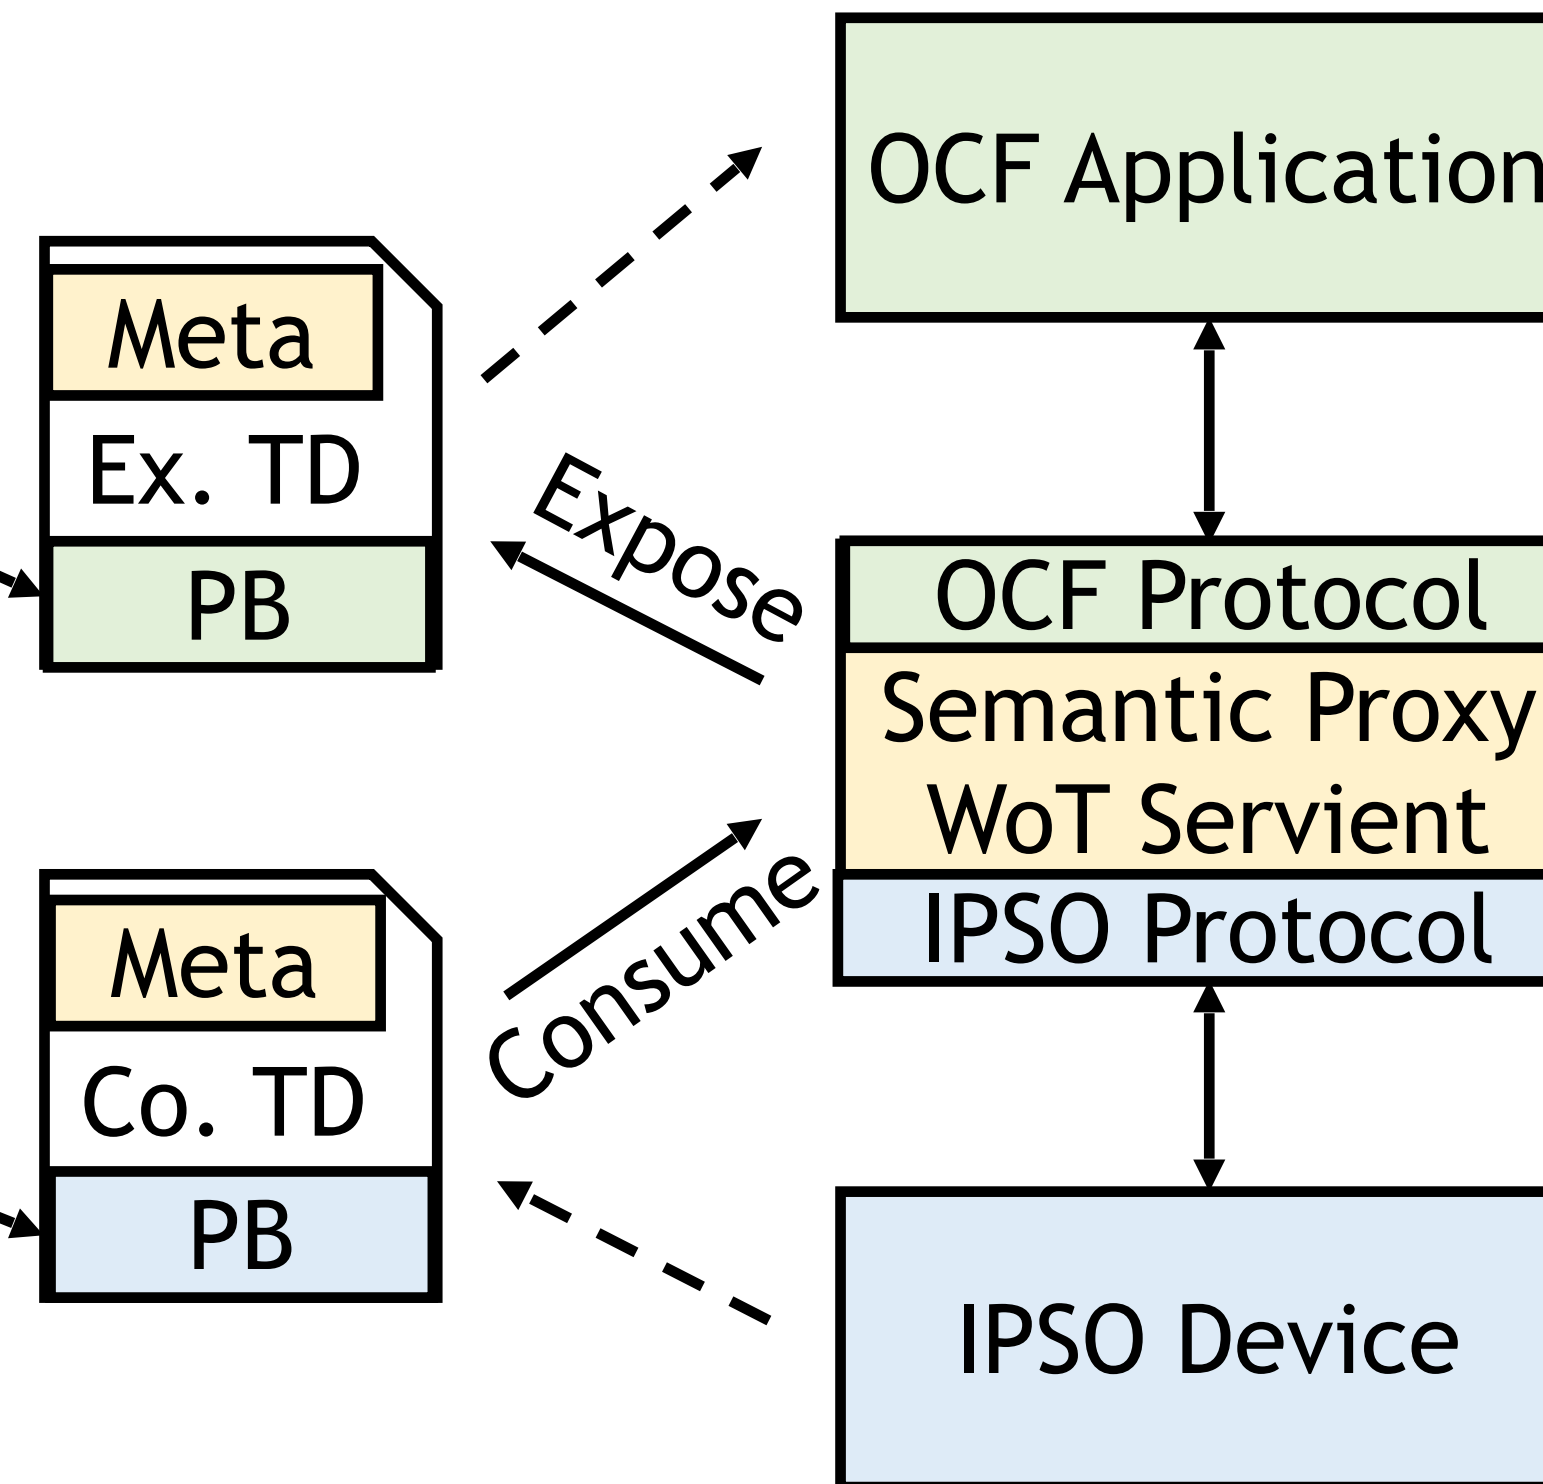 OCF Application
Meta
Ex. TD
PB
Expose
OCF Protocol
Semantic Proxy
WoT Servient
IPSO Protocol
Consume
Meta
Co. TD
PB
IPSO Device